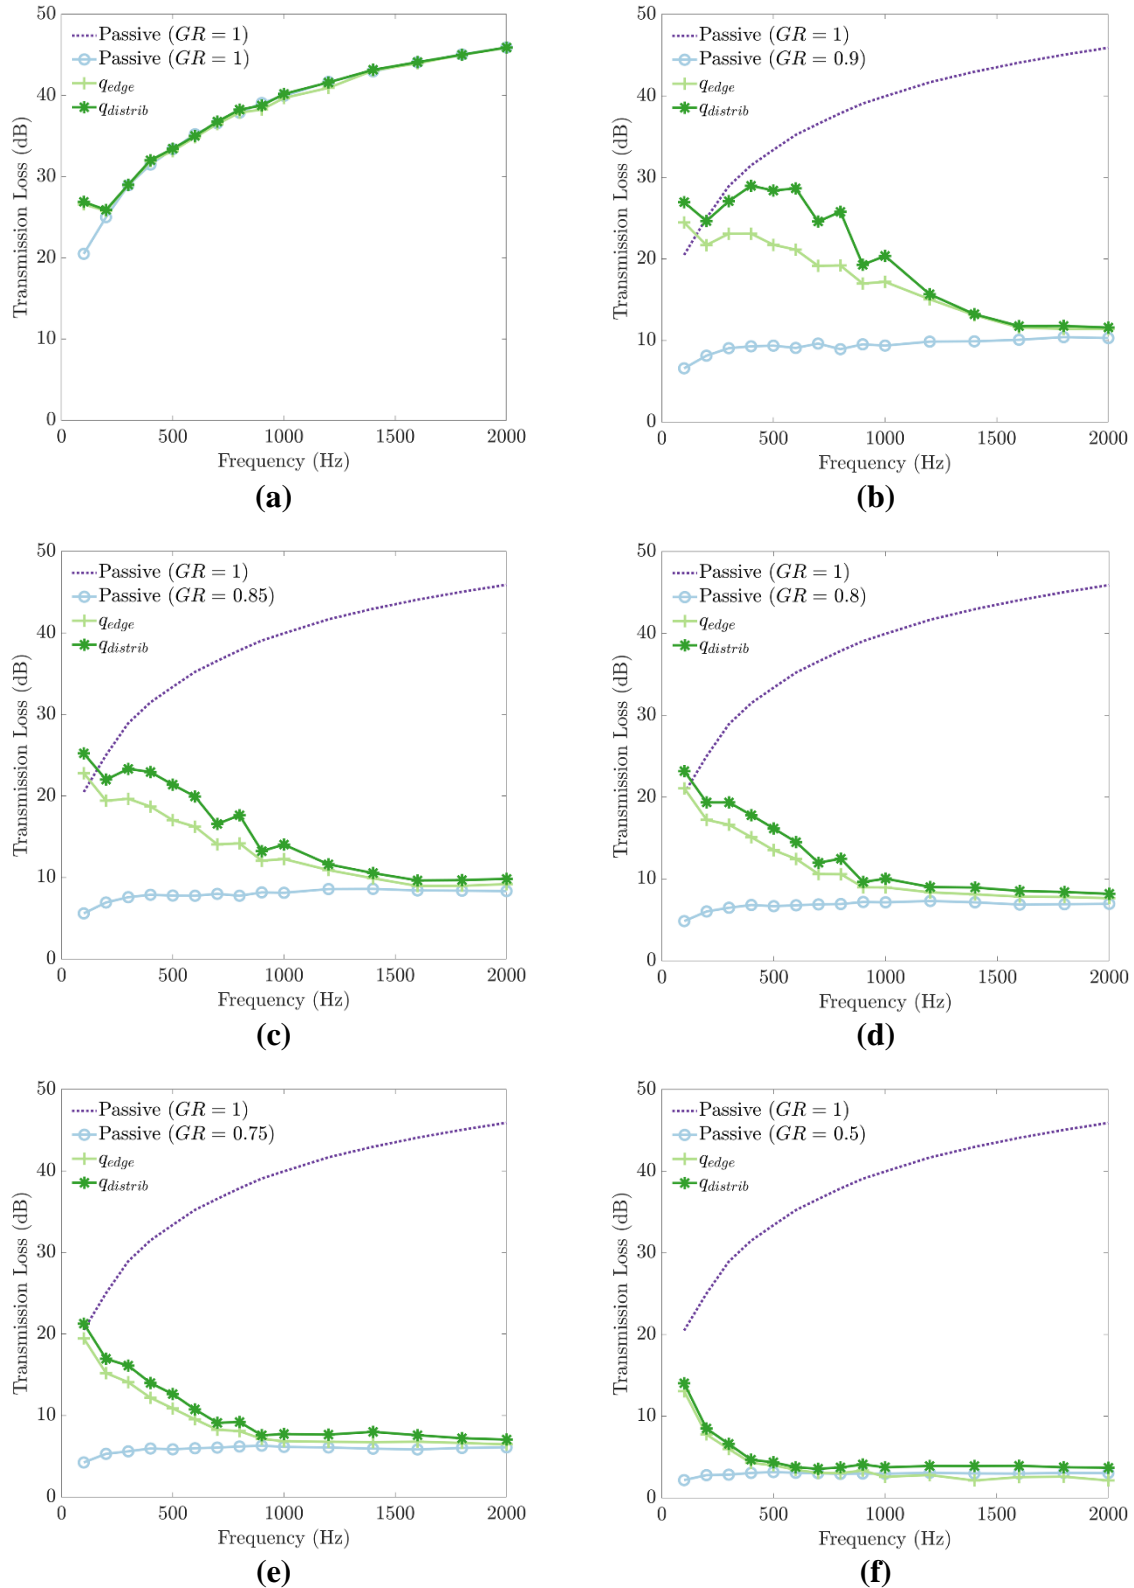 50
40
30
20
10
0
Transmission Loss (dB)
Passive (GR = 1)
Passive (GR = 1)
q_edge
q_distrib
0 500 1000 1500 2000
Frequency (Hz)
(a)
50
40
30
20
10
0
Transmission Loss (dB)
Passive (GR = 1)
Passive (GR = 0.9)
q_edge
q_distrib
0 500 1000 1500 2000
Frequency (Hz)
(b)
50
40
30
20
10
0
Transmission Loss (dB)
Passive (GR = 1)
Passive (GR = 0.85)
q_edge
q_distrib
0 500 1000 1500 2000
Frequency (Hz)
(c)
50
40
30
20
10
0
Transmission Loss (dB)
Passive (GR = 1)
Passive (GR = 0.8)
q_edge
q_distrib
0 500 1000 1500 2000
Frequency (Hz)
(d)
50
40
30
20
10
0
Transmission Loss (dB)
Passive (GR = 1)
Passive (GR = 0.75)
q_edge
q_distrib
0 500 1000 1500 2000
Frequency (Hz)
(e)
50
40
30
20
10
0
Transmission Loss (dB)
Passive (GR = 1)
Passive (GR = 0.5)
q_edge
q_distrib
0 500 1000 1500 2000
Frequency (Hz)
(f)